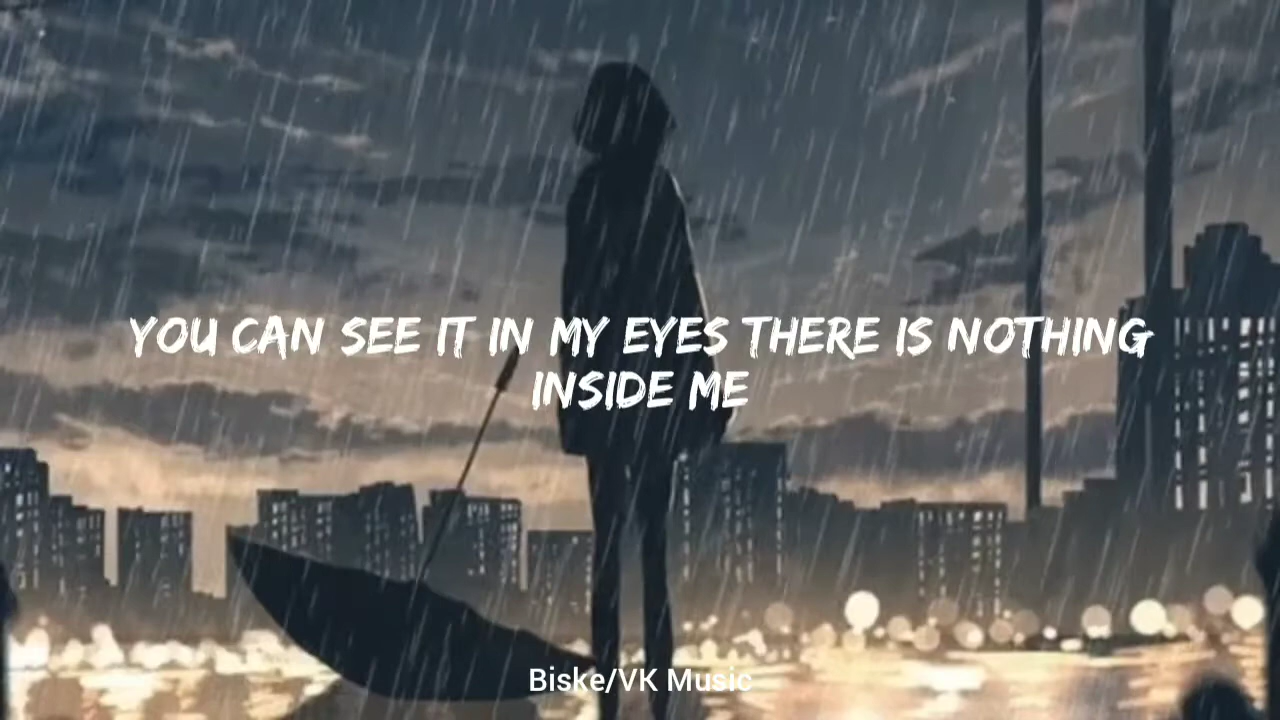 YOU CAN SEE IT IN MY EYES THERE IS NOTHING
INSIDE ME
Biske/VK Music